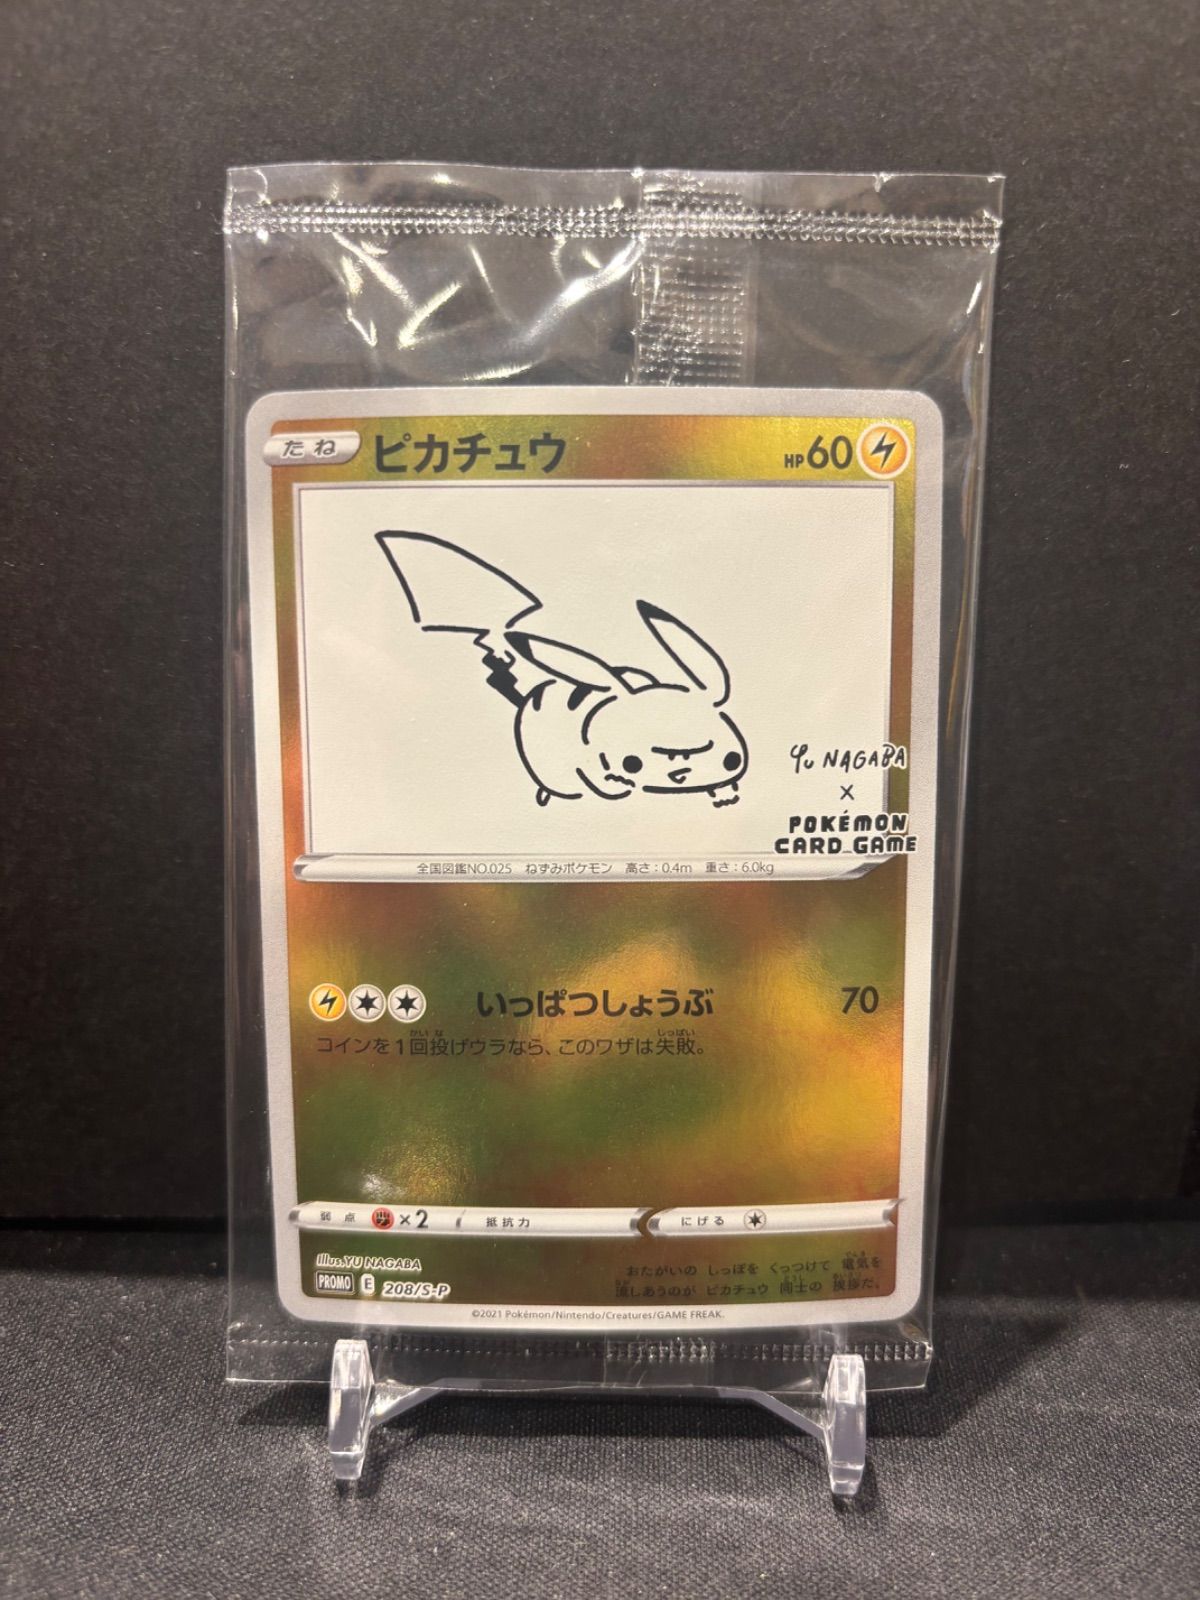 たね ピカチュウ HP60
Yu NAGABA
×
POKÉMON
CARD GAME
全国図鑑NO.025 ねずみポケモン 高さ：0.4m 重さ：6.0kg
いっぱつしょうぶ 70
コインを1回投げウラなら、このワザは失敗。
弱点 ×2 抵抗力 にげる
Illus.YU NAGABA
PROMO E 208/S-P
おたがいの しっぽを くっつけて 電気を
流しあうのが ピカチュウ 同士の 挨拶だ。
©2021 Pokémon/Nintendo/Creatures/GAME FREAK.